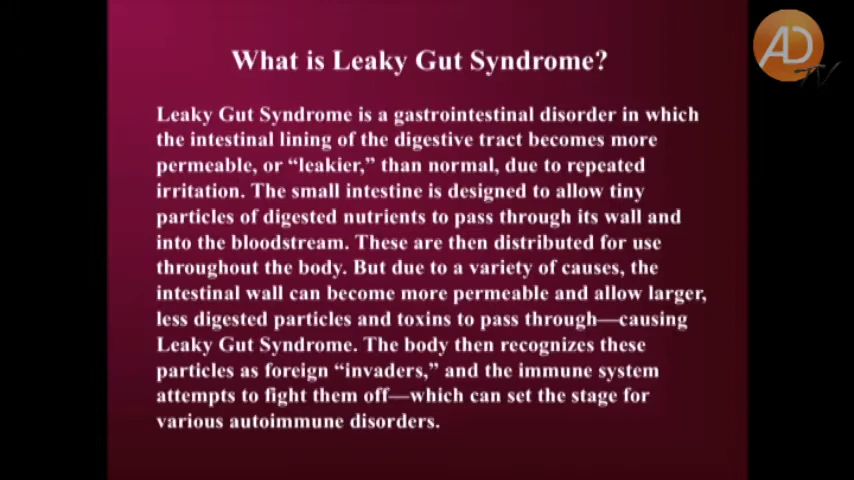 What is Leaky Gut Syndrome?
Leaky Gut Syndrome is a gastrointestinal disorder in which
the intestinal lining of the digestive tract becomes more
permeable, or “leakier,” than normal, due to repeated
irritation. The small intestine is designed to allow tiny
particles of digested nutrients to pass through its wall and
into the bloodstream. These are then distributed for use
throughout the body. But due to a variety of causes, the
intestinal wall can become more permeable and allow larger,
less digested particles and toxins to pass through—causing
Leaky Gut Syndrome. The body then recognizes these
particles as foreign “invaders,” and the immune system
attempts to fight them off—which can set the stage for
various autoimmune disorders.
AD
TV